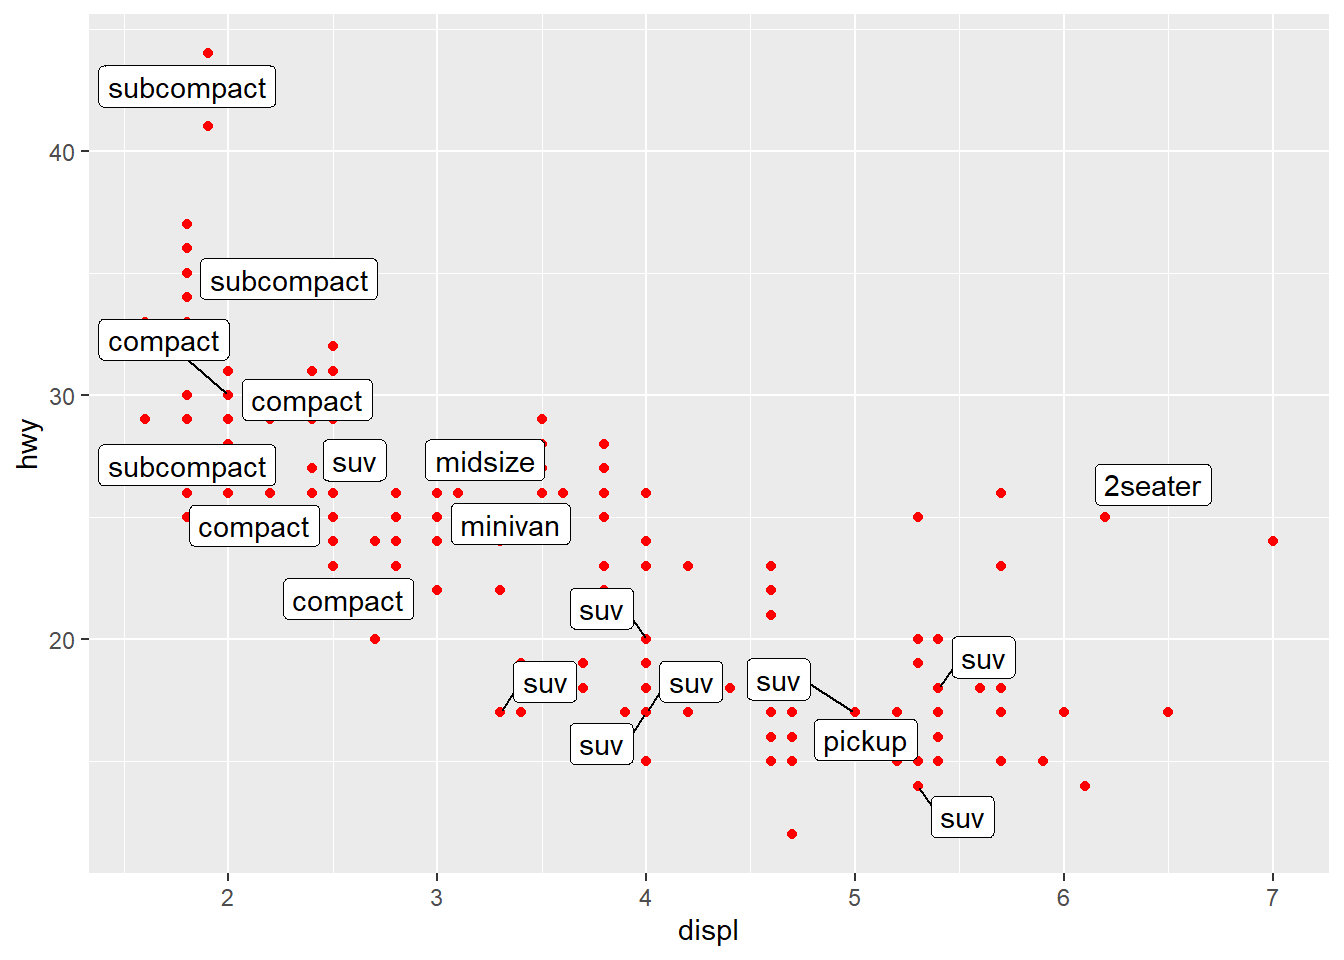 subcompact
40
subcompact
compact
30
compact
hwy
suv
midsize
subcompact
2seater
compact
minivan
compact
suv
20
suv
suv
suv
suv
suv
pickup
suv
2
3
4
5
6
7
displ